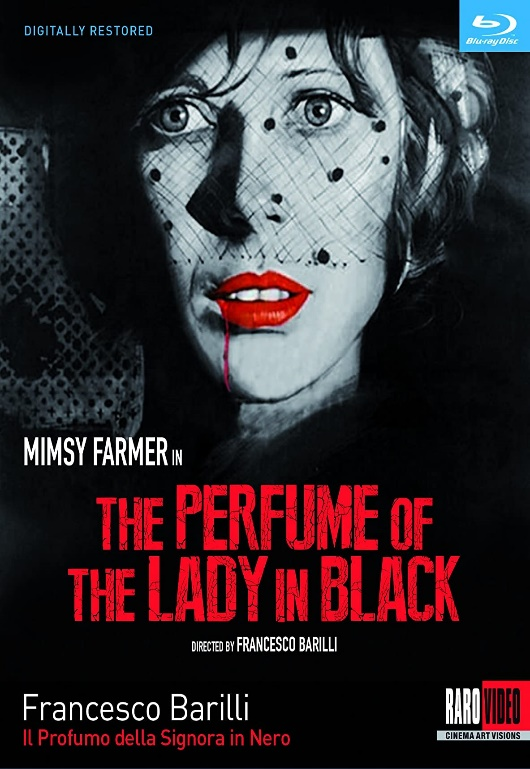 DIGITALLY RESTORED
Blu-ray Disc
MIMSY FARMER IN
THE PERFUME OF
THE LADY IN BLACK
DIRECTED BY FRANCESCO BARILLI
Francesco Barilli
Il Profumo della Signora in Nero
RARO VIDEO
CINEMA ART VISIONS